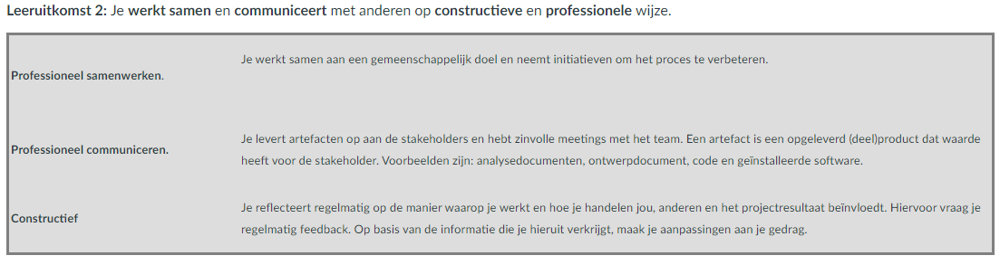 Leeruitkomst 2: Je werkt samen en communiceert met anderen op constructieve en professionele wijze.
Professioneel samenwerken.
Je werkt samen aan een gemeenschappelijk doel en neemt initiatieven om het proces te verbeteren.
Professioneel communiceren.
Je levert artefacten op aan de stakeholders en hebt zinvolle meetings met het team. Een artefact is een opgeleverd (deel)product dat waarde
heeft voor de stakeholder. Voorbeelden zijn: analysedocumenten, ontwerpdocument, code en geïnstalleerde software.
Constructief
Je reflecteert regelmatig op de manier waarop je werkt en hoe je handelen jou, anderen en het projectresultaat beïnvloedt. Hiervoor vraag je
regelmatig feedback. Op basis van de informatie die je hieruit verkrijgt, maak je aanpassingen aan je gedrag.